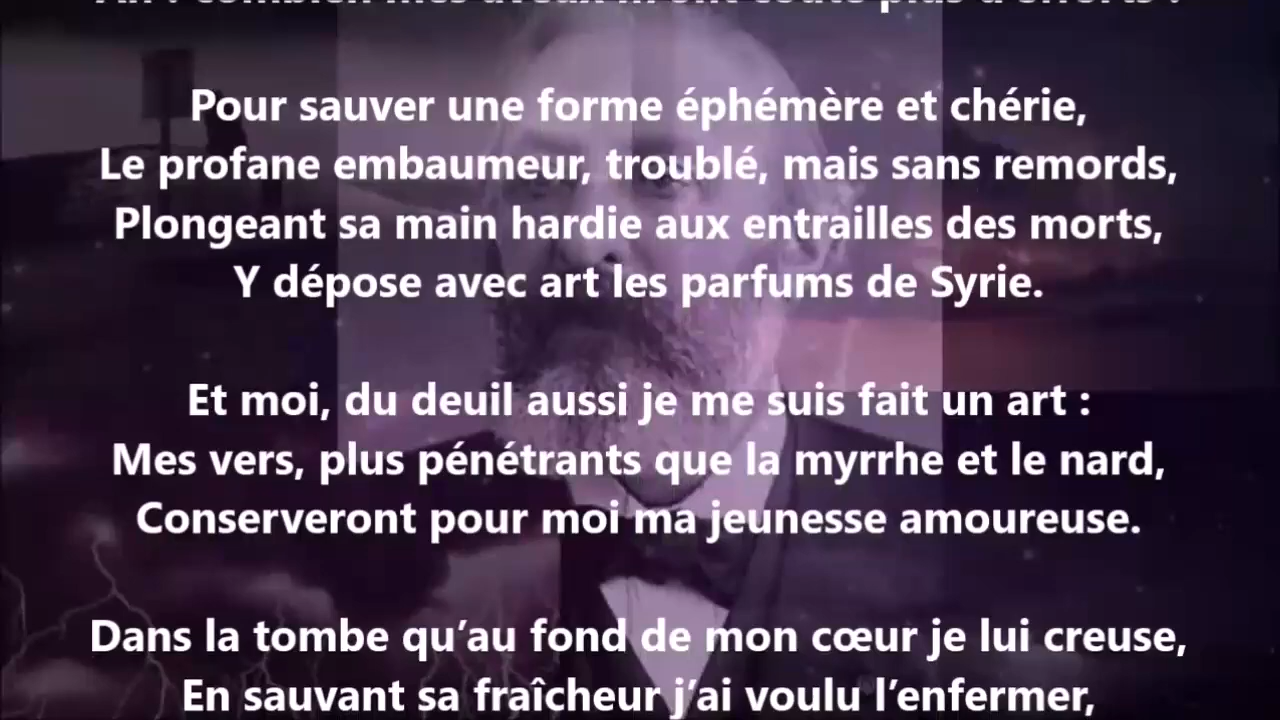 Pour sauver une forme éphémère et chérie,
Le profane embaumeur, troublé, mais sans remords,
Plongeant sa main hardie aux entrailles des morts,
Y dépose avec art les parfums de Syrie.
Et moi, du deuil aussi je me suis fait un art :
Mes vers, plus pénétrants que la myrrhe et le nard,
Conserveront pour moi ma jeunesse amoureuse.
Dans la tombe qu’au fond de mon cœur je lui creuse,
En sauvant sa fraîcheur j’ai voulu l’enfermer,